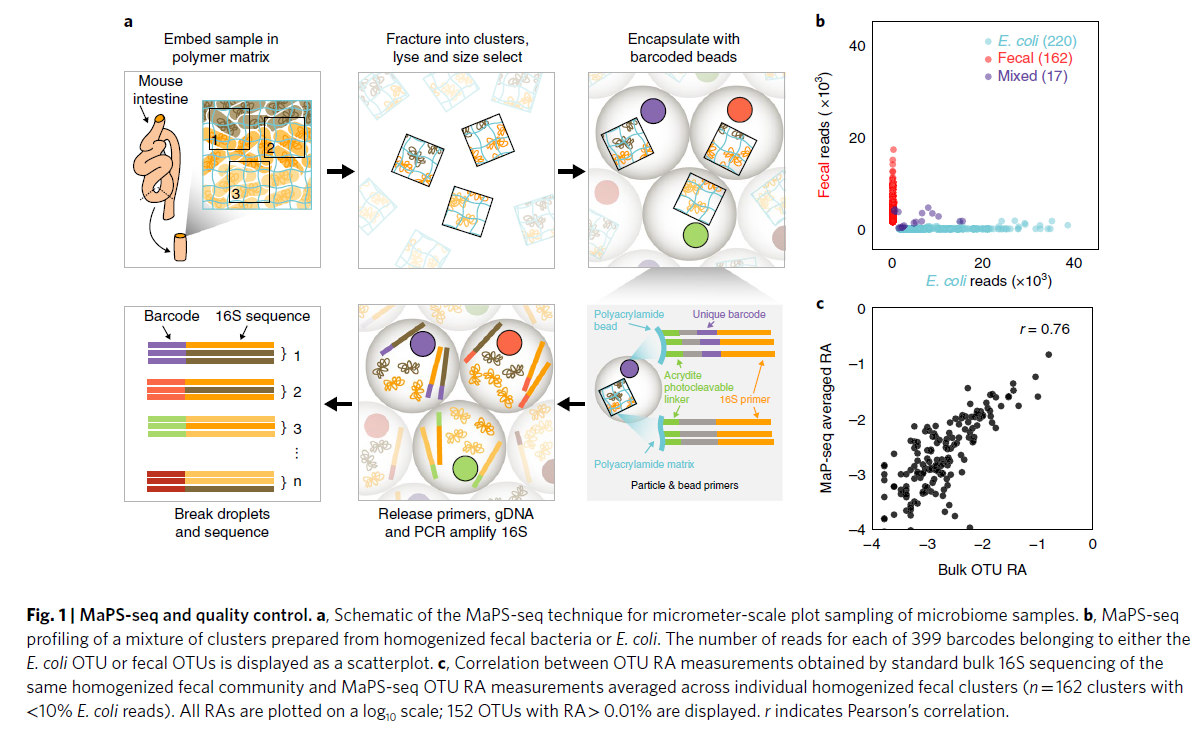 a
Embed sample in
polymer matrix
Mouse
intestine
1
2
3
Fracture into clusters,
lyse and size select
Encapsulate with
barcoded beads
Barcode 16S sequence
} 1
} 2
} 3
⋮
} n
Break droplets
and sequence
Release primers, gDNA
and PCR amplify 16S
Polyacrylamide
bead
Unique barcode
Acrydite
photocleavable
linker
16S primer
Polyacrylamide matrix
Particle & bead primers
b
E. coli (220)
Fecal (162)
Mixed (17)
Fecal reads (×10³)
40
20
0
0 20 40
E. coli reads (×10³)
c
r = 0.76
MaP-seq averaged RA
0
−1
−2
−3
−4
−4 −3 −2 −1 0
Bulk OTU RA
Fig. 1 | MaPS-seq and quality control. a, Schematic of the MaPS-seq technique for micrometer-scale plot sampling of microbiome samples. b, MaPS-seq
profiling of a mixture of clusters prepared from homogenized fecal bacteria or E. coli. The number of reads for each of 399 barcodes belonging to either the
E. coli OTU or fecal OTUs is displayed as a scatterplot. c, Correlation between OTU RA measurements obtained by standard bulk 16S sequencing of the
same homogenized fecal community and MaPS-seq OTU RA measurements averaged across individual homogenized fecal clusters (n = 162 clusters with
<10% E. coli reads). All RAs are plotted on a log₁₀ scale; 152 OTUs with RA > 0.01% are displayed. r indicates Pearson's correlation.